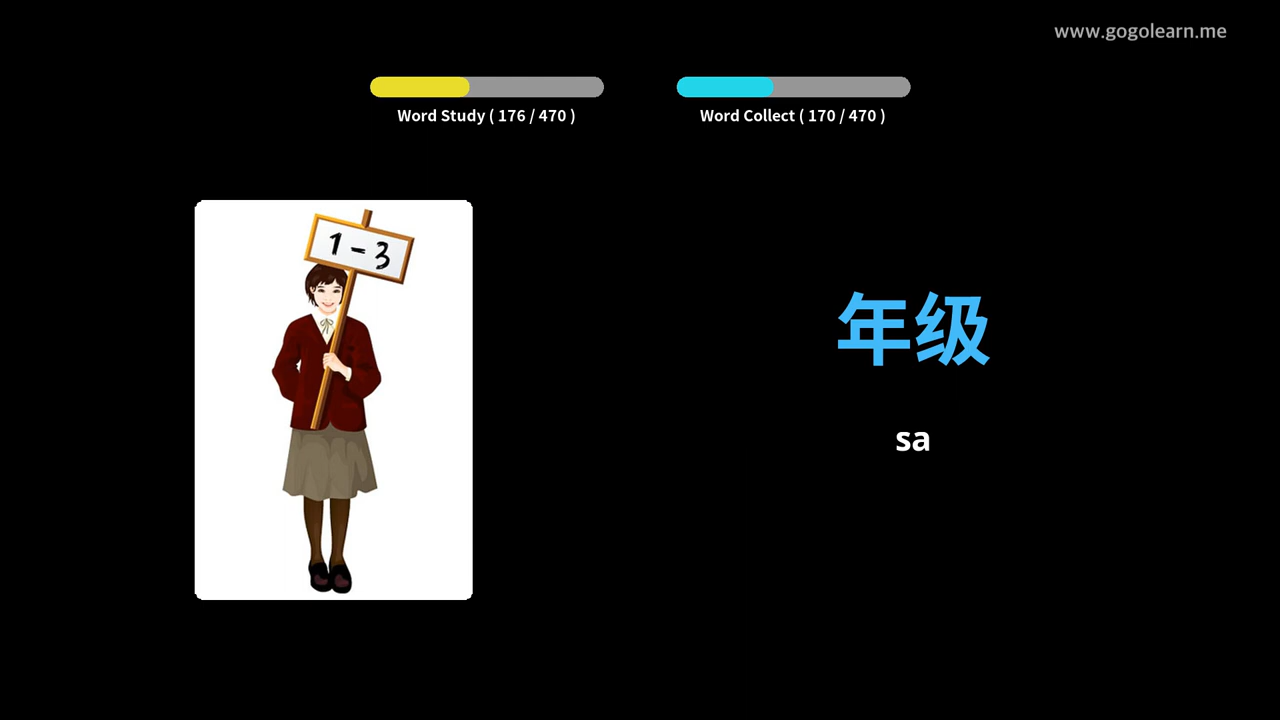 www.gogolearn.me
Word Study ( 176 / 470 )
Word Collect ( 170 / 470 )
1 - 3
年级
sa